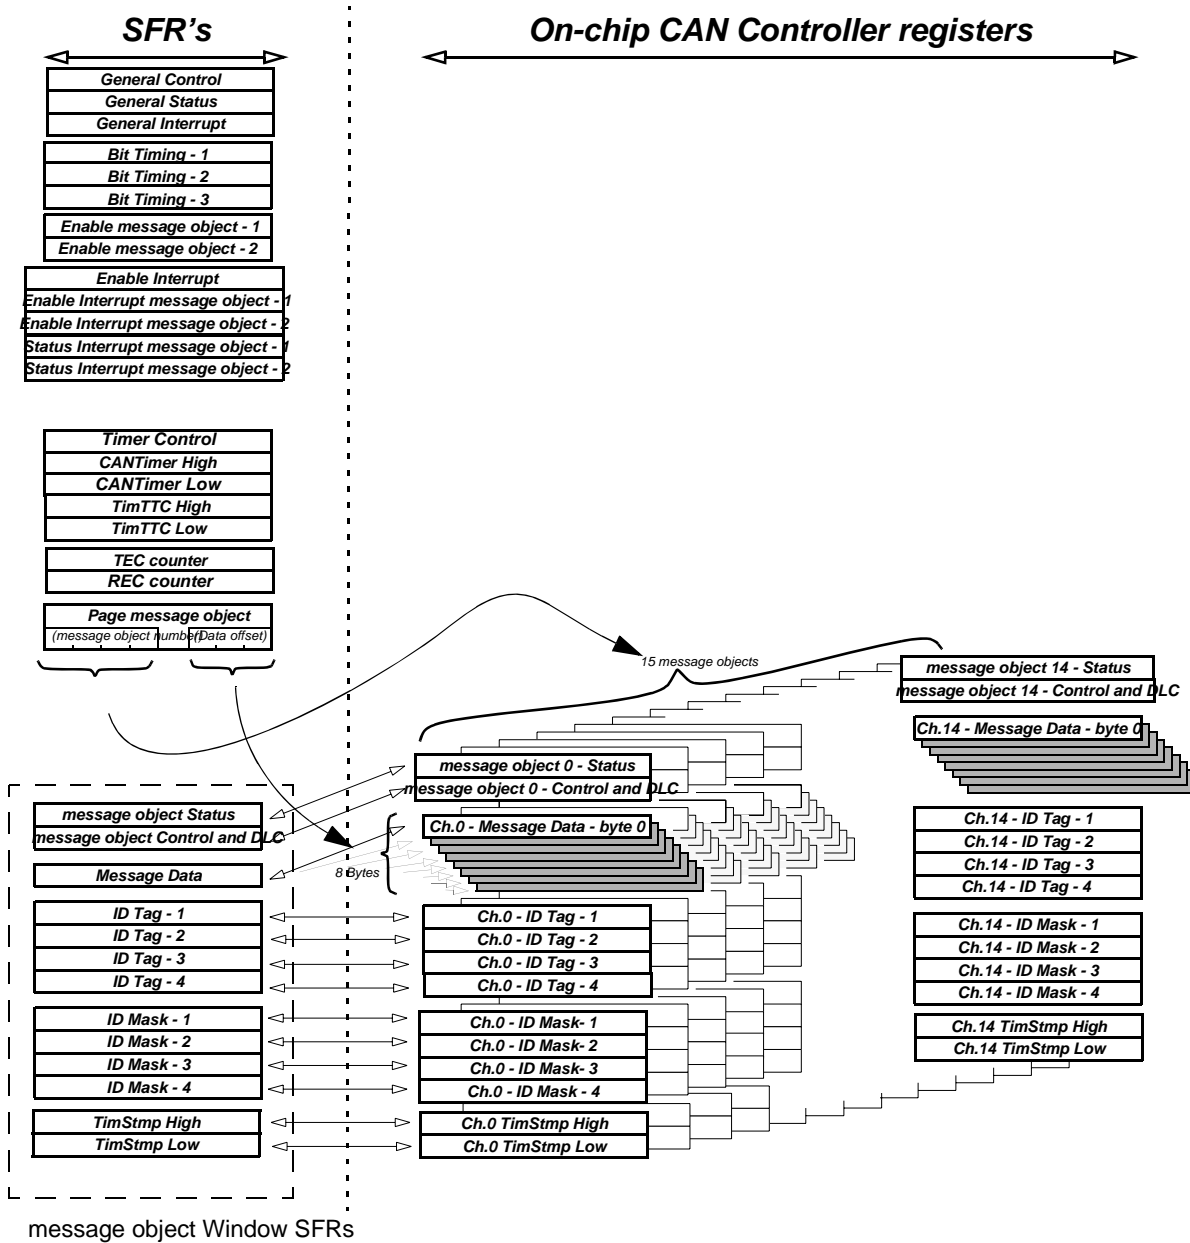 SFR's
On-chip CAN Controller registers
General Control
General Status
General Interrupt
Bit Timing - 1
Bit Timing - 2
Bit Timing - 3
Enable message object - 1
Enable message object - 2
Enable Interrupt
Enable Interrupt message object - 1
Enable Interrupt message object - 2
Status Interrupt message object - 1
Status Interrupt message object - 2
Timer Control
CANTimer High
CANTimer Low
TimTTC High
TimTTC Low
TEC counter
REC counter
Page message object
(message object number)
(Data offset)
15 message objects
message object 14 - Status
message object 14 - Control and DLC
Ch.14 - Message Data - byte 0
Ch.14 - ID Tag - 1
Ch.14 - ID Tag - 2
Ch.14 - ID Tag - 3
Ch.14 - ID Tag - 4
Ch.14 - ID Mask - 1
Ch.14 - ID Mask - 2
Ch.14 - ID Mask - 3
Ch.14 - ID Mask - 4
Ch.14 TimStmp High
Ch.14 TimStmp Low
message object 0 - Status
message object 0 - Control and DLC
Ch.0 - Message Data - byte 0
8 Bytes
Ch.0 - ID Tag - 1
Ch.0 - ID Tag - 2
Ch.0 - ID Tag - 3
Ch.0 - ID Tag - 4
Ch.0 - ID Mask- 1
Ch.0 - ID Mask- 2
Ch.0 - ID Mask- 3
Ch.0 - ID Mask - 4
Ch.0 TimStmp High
Ch.0 TimStmp Low
message object Status
message object Control and DLC
Message Data
ID Tag - 1
ID Tag - 2
ID Tag - 3
ID Tag - 4
ID Mask - 1
ID Mask - 2
ID Mask - 3
ID Mask - 4
TimStmp High
TimStmp Low
message object Window SFRs